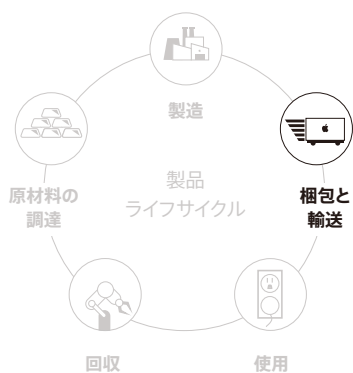 製造
原材料の
調達
製品
ライフサイクル
梱包と
輸送
回収
使用